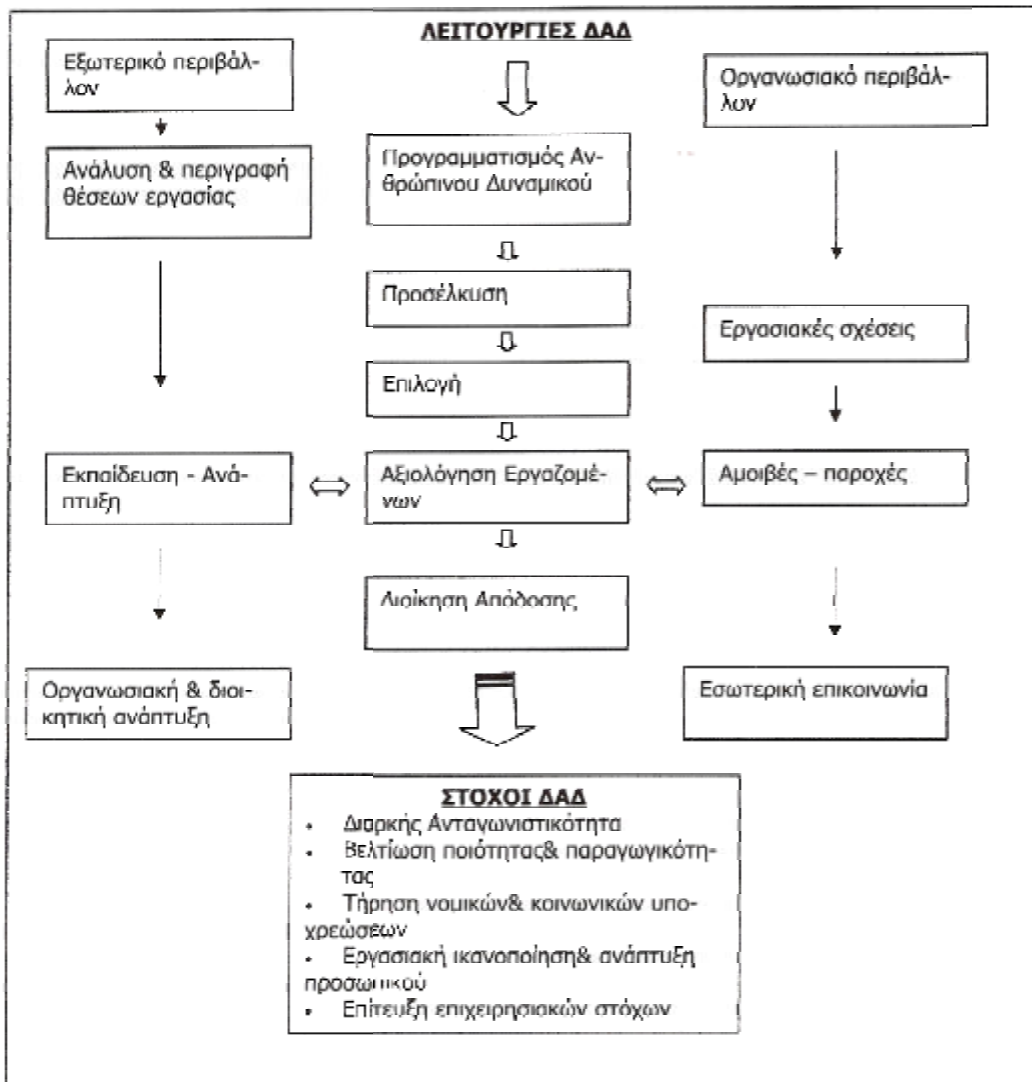 ΛΕΙΤΟΥΡΓΙΕΣ ΔΑΔ
Εξωτερικό περιβάλ-
λον
Ανάλυση & περιγραφή
θέσεων εργασίας
Εκπαίδευση - Ανά-
πτυξη
Οργανωσιακή & διοι-
κητική ανάπτυξη
Προγραμματισμός Αν-
θρώπινου Δυναμικού
Προσέλκυση
Επιλογή
Αξιολόγηση Εργαζομέ-
νων
Διοίκηση Απόδοσης
Οργανωσιακό περιβάλ-
λον
Εργασιακές σχέσεις
Αμοιβές – παροχές
Εσωτερική επικοινωνία
ΣΤΟΧΟΙ ΔΑΔ
• Διαρκής Ανταγωνιστικότητα
• Βελτίωση ποιότητας& παραγωγικότη-
τας
• Τήρηση νομικών& κοινωνικών υπο-
χρεώσεων
• Εργασιακή ικανοποίηση& ανάπτυξη
προσωπικού
• Επίτευξη επιχειρησιακών στόχων